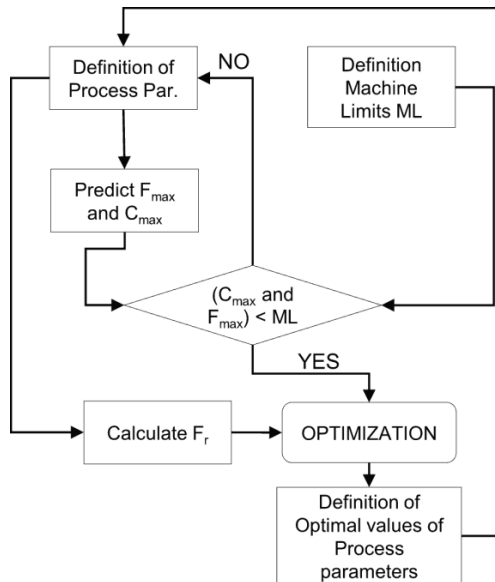 Definition of
Process Par.
NO
Definition
Machine
Limits ML
Predict Fmax
and Cmax
(Cmax and
Fmax) < ML
YES
Calculate Fr
OPTIMIZATION
Definition of
Optimal values of
Process
parameters